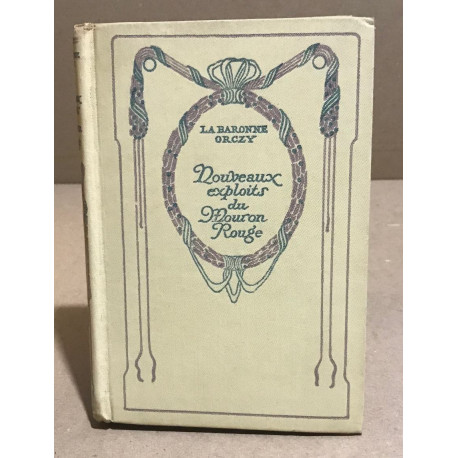 LA BARONNE
ORCZY
Nouveaux
exploits
du
Mouron
Rouge